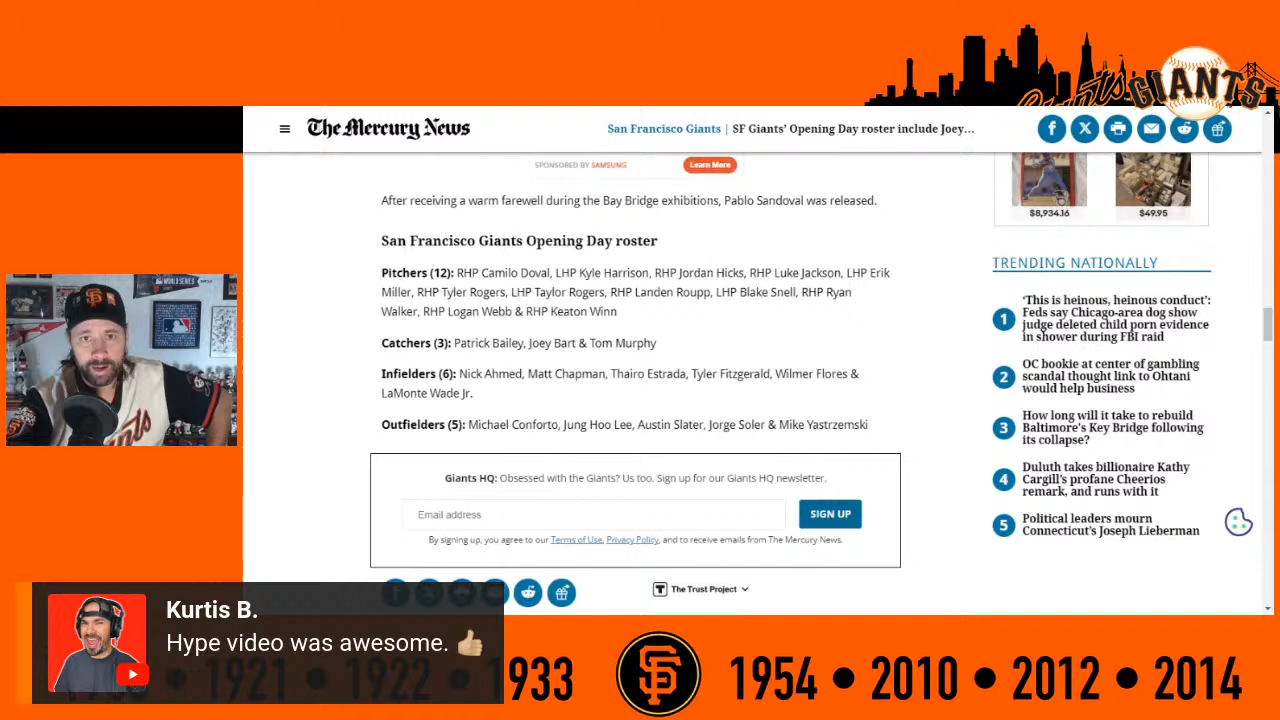 Giants
GIANTS
The Mercury News
San Francisco Giants | SF Giants' Opening Day roster include Joey...
SPONSORED BY SAMSUNG
Learn More
$8,934.16
$49.95
After receiving a warm farewell during the Bay Bridge exhibitions, Pablo Sandoval was released.
San Francisco Giants Opening Day roster
Pitchers (12): RHP Camilo Doval, LHP Kyle Harrison, RHP Jordan Hicks, RHP Luke Jackson, LHP Erik
Miller, RHP Tyler Rogers, LHP Taylor Rogers, RHP Landen Roupp, LHP Blake Snell, RHP Ryan
Walker, RHP Logan Webb & RHP Keaton Winn
Catchers (3): Patrick Bailey, Joey Bart & Tom Murphy
Infielders (6): Nick Ahmed, Matt Chapman, Thairo Estrada, Tyler Fitzgerald, Wilmer Flores &
LaMonte Wade Jr.
Outfielders (5): Michael Conforto, Jung Hoo Lee, Austin Slater, Jorge Soler & Mike Yastrzemski
Giants HQ: Obsessed with the Giants? Us too. Sign up for our Giants HQ newsletter.
Email address
SIGN UP
By signing up, you agree to our Terms of Use, Privacy Policy, and to receive emails from The Mercury News.
The Trust Project
TRENDING NATIONALLY
1 'This is heinous, heinous conduct':
Feds say Chicago-area dog show
judge deleted child porn evidence
in shower during FBI raid
2 OC bookie at center of gambling
scandal thought link to Ohtani
would help business
3 How long will it take to rebuild
Baltimore's Key Bridge following
its collapse?
4 Duluth takes billionaire Kathy
Cargill's profane Cheerios
remark, and runs with it
5 Political leaders mourn
Connecticut's Joseph Lieberman
Kurtis B.
Hype video was awesome. 👍🏼
1921 • 1922 • 1933 SF 1954 • 2010 • 2012 • 2014